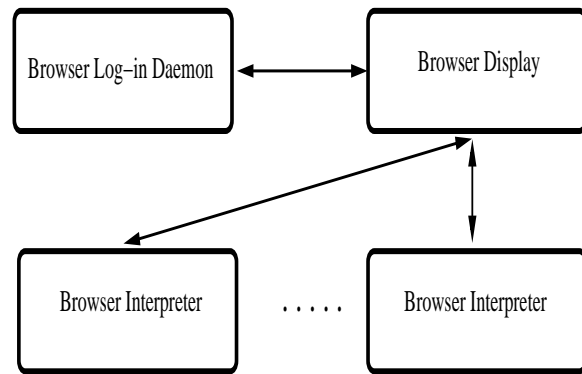 Browser Log-in Daemon
Browser Display
Browser Interpreter
. . . . .
Browser Interpreter